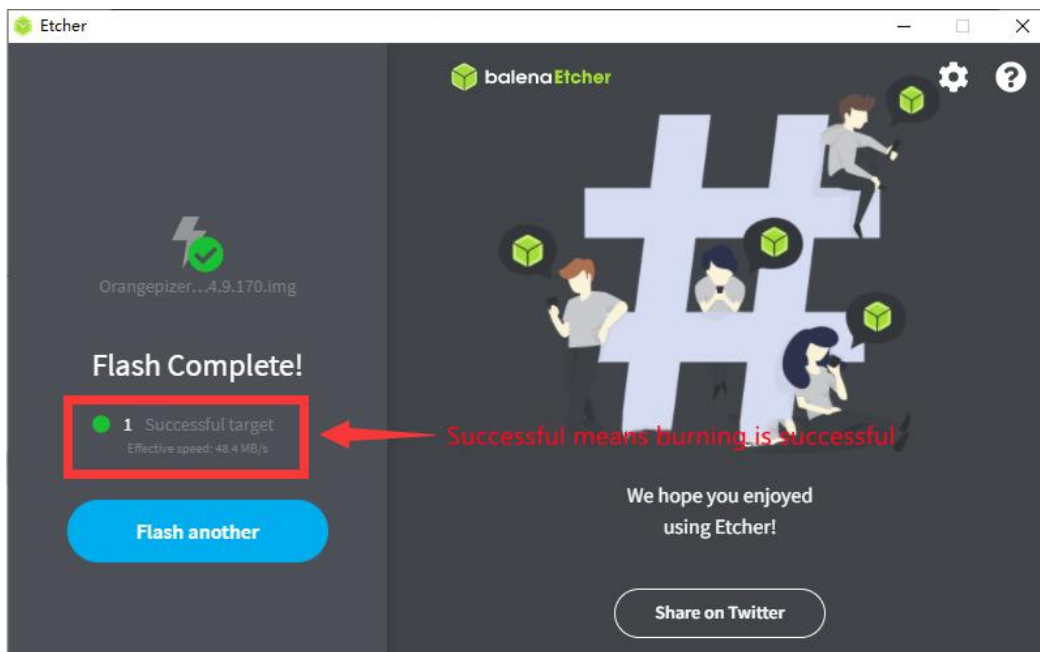 Etcher
balenaEtcher
Orangepizer...4.9.170.img
Flash Complete!
1 Successful target
Effective speed: 48.4 MB/s
Successful means burning is successful
Flash another
We hope you enjoyed
using Etcher!
Share on Twitter